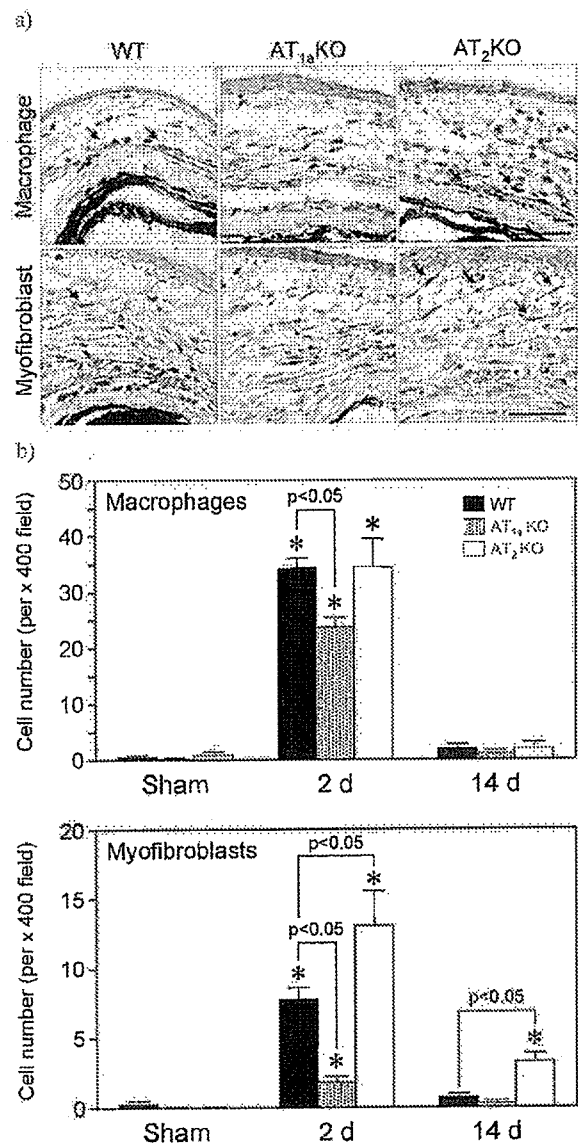 a)
WT AT1aKO AT2KO
Macrophage
Myofibroblast
b)
Macrophages
p<0.05
WT
AT1aKO
AT2KO
* * *
50
40
30
20
10
0
Cell number (per x 400 field)
Sham 2 d 14 d
Myofibroblasts
p<0.05
p<0.05
p<0.05
* * * *
20
15
10
5
0
Cell number (per x 400 field)
Sham 2 d 14 d